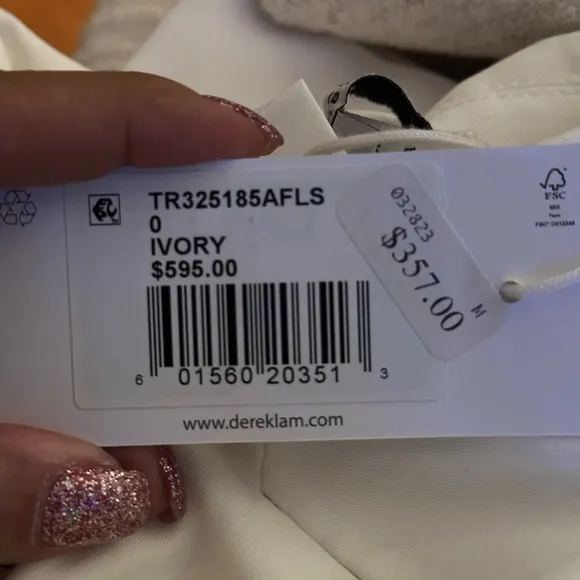 TR325185AFLS
0
IVORY
$595.00
6 01560 20351 3
www.dereklam.com
032823
$357.00
M
FSC
MIX